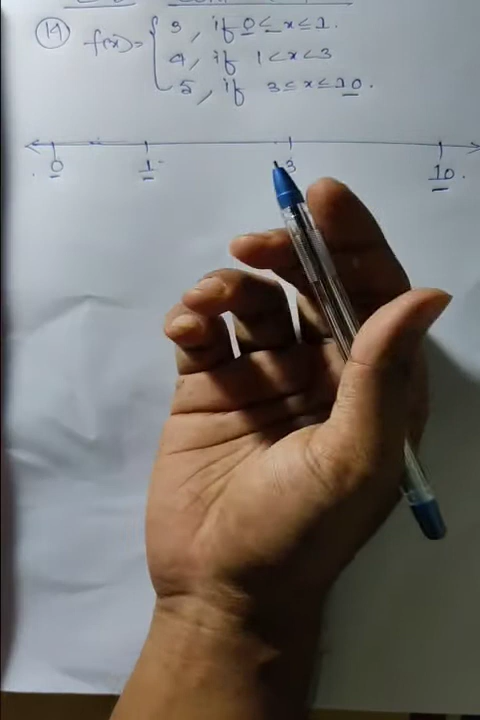 14 f(x) = { 3, if 0 ≤ x ≤ 1.
4, if 1 < x < 3
5, if 3 ≤ x ≤ 10.
0 1 3 10.